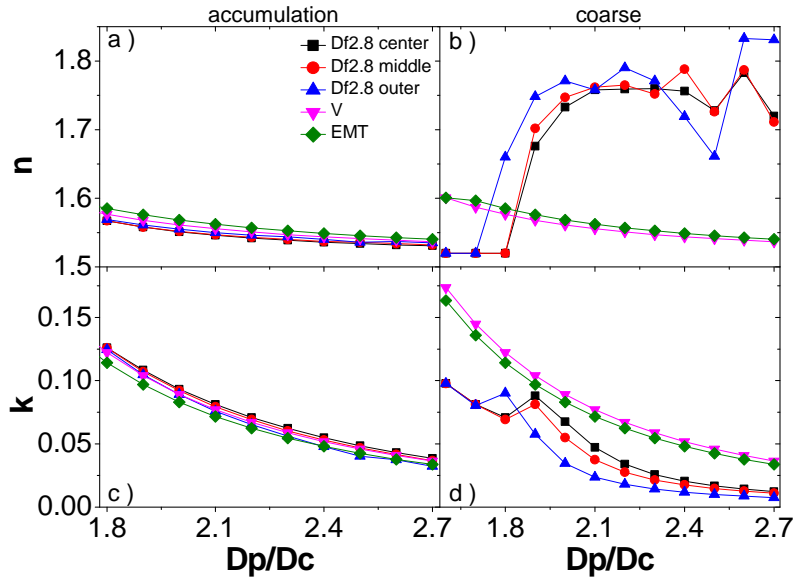 accumulation
coarse
a )
Df2.8 center
Df2.8 middle
Df2.8 outer
V
EMT
b )
n
1.9
1.8
1.7
1.6
1.5
k
0.15
0.10
0.05
0.00
c )
d )
1.8
2.1
2.4
2.7
1.8
2.1
2.4
2.7
Dp/Dc
Dp/Dc